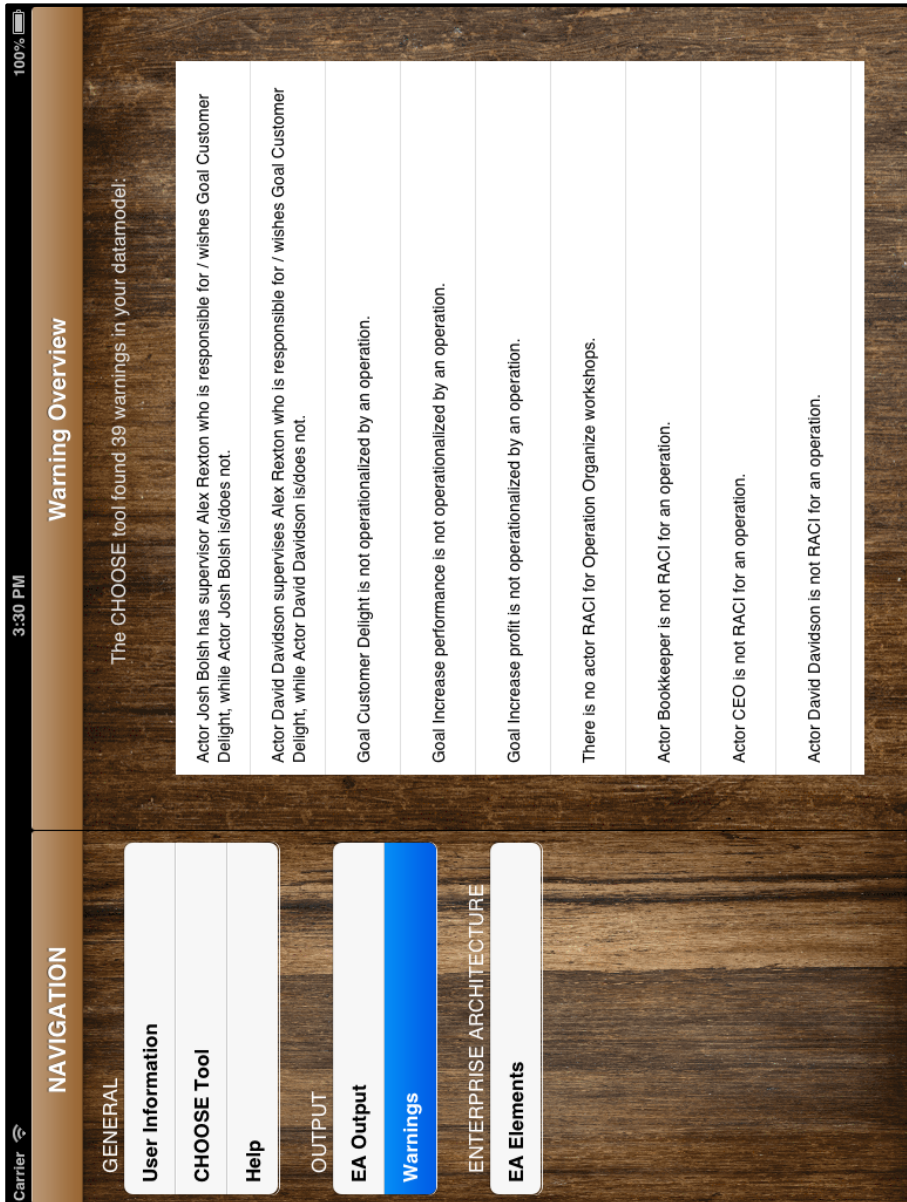 Carrier
3:30 PM
100%
NAVIGATION
GENERAL
User Information
CHOOSE Tool
Help
OUTPUT
EA Output
Warnings
ENTERPRISE ARCHITECTURE
EA Elements
Warning Overview
The CHOOSE tool found 39 warnings in your datamodel:
Actor Josh Bolsh has supervisor Alex Rexton who is responsible for / wishes Goal Customer
Delight, while Actor Josh Bolsh is/does not.
Actor David Davidson supervises Alex Rexton who is responsible for / wishes Goal Customer
Delight, while Actor David Davidson is/does not.
Goal Customer Delight is not operationalized by an operation.
Goal Increase performance is not operationalized by an operation.
Goal Increase profit is not operationalized by an operation.
There is no actor RACI for Operation Organize workshops.
Actor Bookkeeper is not RACI for an operation.
Actor CEO is not RACI for an operation.
Actor David Davidson is not RACI for an operation.